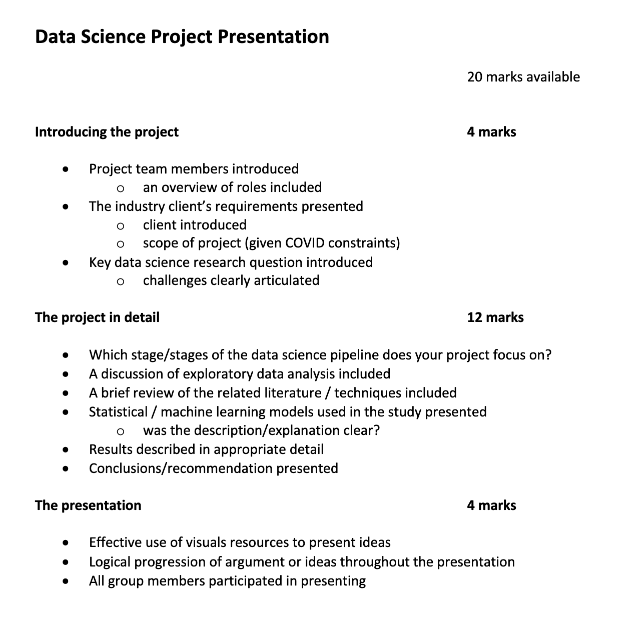 Data Science Project Presentation
20 marks available
Introducing the project 4 marks
• Project team members introduced
o an overview of roles included
• The industry client's requirements presented
o client introduced
o scope of project (given COVID constraints)
• Key data science research question introduced
o challenges clearly articulated
The project in detail 12 marks
• Which stage/stages of the data science pipeline does your project focus on?
• A discussion of exploratory data analysis included
• A brief review of the related literature / techniques included
• Statistical / machine learning models used in the study presented
o was the description/explanation clear?
• Results described in appropriate detail
• Conclusions/recommendation presented
The presentation 4 marks
• Effective use of visuals resources to present ideas
• Logical progression of argument or ideas throughout the presentation
• All group members participated in presenting